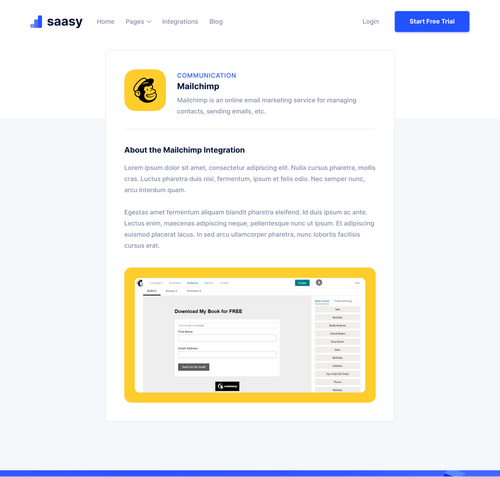 saasy
Home
Pages
Integrations
Blog
Login
Start Free Trial
COMMUNICATION
Mailchimp
Mailchimp is an online email marketing service for managing
contacts, sending emails, etc.
About the Mailchimp Integration
Lorem ipsum dolor sit amet, consectetur adipiscing elit. Nulla cursus pharetra, mollis
cras. Luctus pharetra duis nisi, fermentum, ipsum et felis odio. Nec semper nunc,
arcu interdum quam.
Egestas amet fermentum aliquam blandit pharetra eleifend. Id duis ipsum ac ante.
Lectus enim, maecenas adipiscing neque, pellentesque nunc ut ipsum. Et adipiscing
euismod placerat lacus. In sed arcu ullamcorper pharetra, nunc lobortis facilisis
cursus erat.
Download My Book for FREE
First Name
Email Address